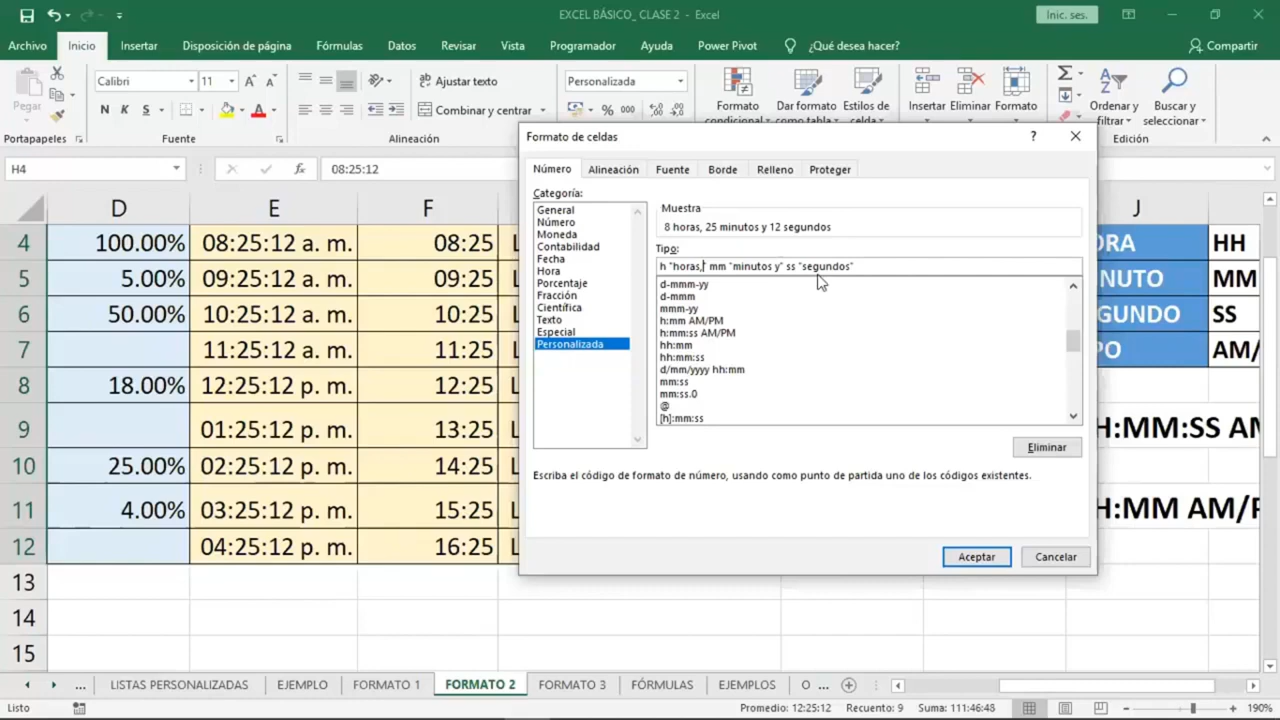 EXCEL BÁSICO_ CLASE 2 - Excel
Inic. ses.
Archivo Inicio Insertar Disposición de página Fórmulas Datos Revisar Vista Programador Ayuda Power Pivot ¿Qué desea hacer? Compartir
Pegar
Calibri 11
N K S
Ajustar texto
Combinar y centrar
Personalizada
% 000
Formato condicional
Dar formato como tabla
Estilos de celda
Insertar Eliminar Formato
Ordenar y filtrar
Buscar y seleccionar
Portapapeles Fuente Alineación Edición
H4 fx 08:25:12
D E F J
4 100.00% 08:25:12 a. m. 08:25 L ORA HH
5 5.00% 09:25:12 a. m. 09:25 L NUTO MM
6 50.00% 10:25:12 a. m. 10:25 L GUNDO SS
7 11:25:12 a. m. 11:25 L PO AM/
8 18.00% 12:25:12 p. m. 12:25 L
9 01:25:12 p. m. 13:25 L H:MM:SS AM
10 25.00% 02:25:12 p. m. 14:25 L
11 4.00% 03:25:12 p. m. 15:25 L H:MM AM/P
12 04:25:12 p. m. 16:25 L
13
14
15
Formato de celdas ?
Número Alineación Fuente Borde Relleno Proteger
Categoría:
General
Número
Moneda
Contabilidad
Fecha
Hora
Porcentaje
Fracción
Científica
Texto
Especial
Personalizada
Muestra
8 horas, 25 minutos y 12 segundos
Tipo:
h "horas," mm "minutos y" ss "segundos"
d-mmm-yy
d-mmm
mmm-yy
h:mm AM/PM
h:mm:ss AM/PM
hh:mm
hh:mm:ss
d/mm/yyyy hh:mm
mm:ss
mm:ss.0
@
[h]:mm:ss
Eliminar
Escriba el código de formato de número, usando como punto de partida uno de los códigos existentes.
Aceptar Cancelar
... LISTAS PERSONALIZADAS EJEMPLO FORMATO 1 FORMATO 2 FORMATO 3 FÓRMULAS EJEMPLOS O ...
Listo Promedio: 12:25:12 Recuento: 9 Suma: 111:46:48 190%